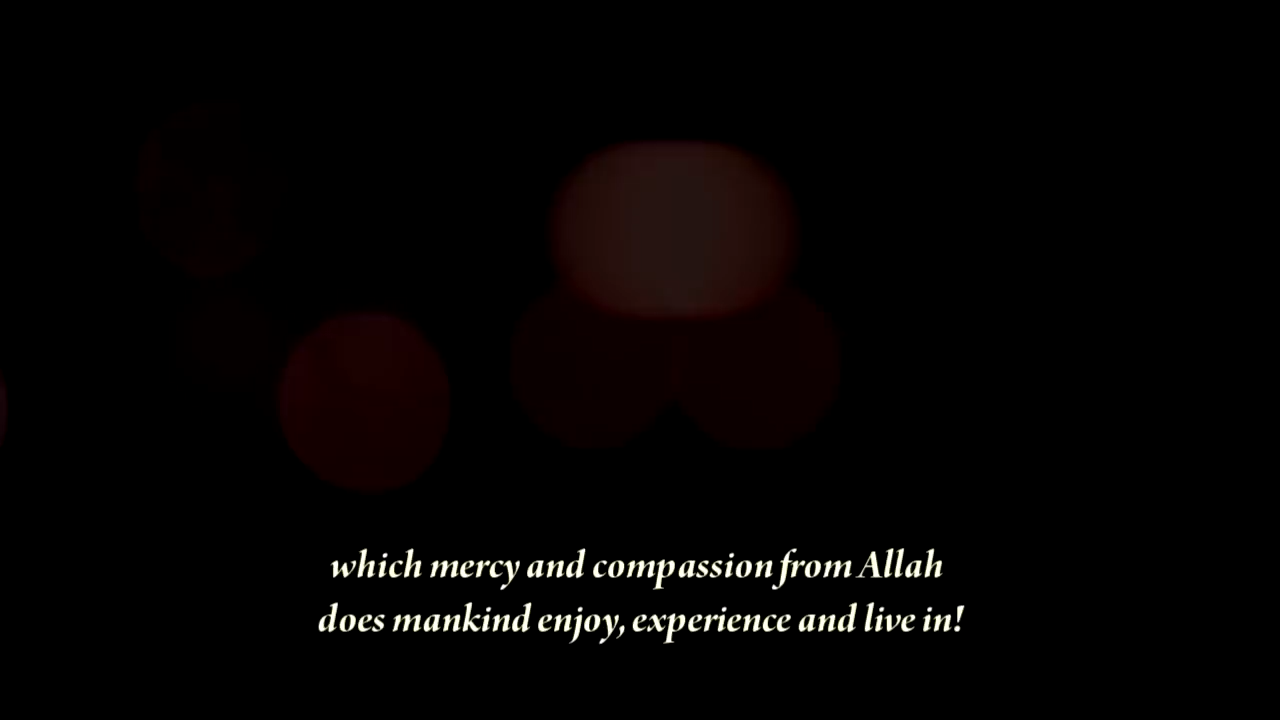 which mercy and compassion from Allah
does mankind enjoy, experience and live in!